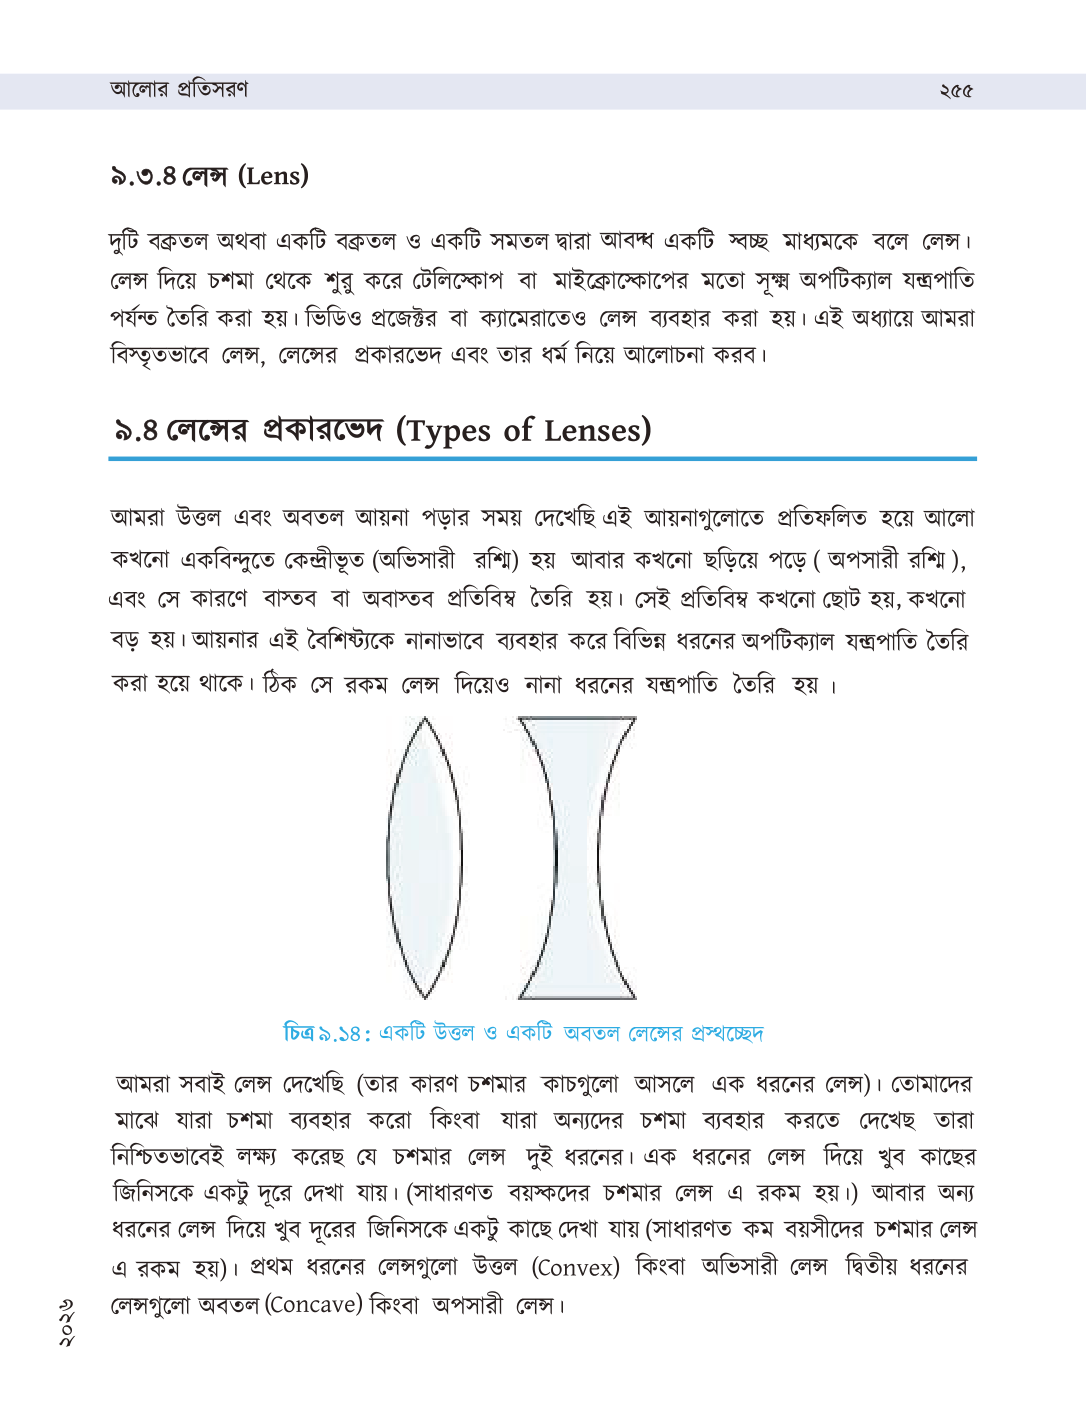 আলোর প্রতিসরণ ২৫৫
৯.৩.৪ লেন্স (Lens)
দুটি বক্রতল অথবা একটি বক্রতল ও একটি সমতল দ্বারা আবদ্ধ একটি স্বচ্ছ মাধ্যমকে বলে লেন্স।
লেন্স দিয়ে চশমা থেকে শুরু করে টেলিস্কোপ বা মাইক্রোস্কোপের মতো সূক্ষ্ম অপটিক্যাল যন্ত্রপাতি
পর্যন্ত তৈরি করা হয়। ভিডিও প্রজেক্টর বা ক্যামেরাতেও লেন্স ব্যবহার করা হয়। এই অধ্যায়ে আমরা
বিস্তৃতভাবে লেন্স, লেন্সের প্রকারভেদ এবং তার ধর্ম নিয়ে আলোচনা করব।
৯.৪ লেন্সের প্রকারভেদ (Types of Lenses)
আমরা উত্তল এবং অবতল আয়না পড়ার সময় দেখেছি এই আয়নাগুলোতে প্রতিফলিত হয়ে আলো
কখনো একবিন্দুতে কেন্দ্রীভূত (অভিসারী রশ্মি) হয় আবার কখনো ছড়িয়ে পড়ে ( অপসারী রশ্মি ),
এবং সে কারণে বাস্তব বা অবাস্তব প্রতিবিম্ব তৈরি হয়। সেই প্রতিবিম্ব কখনো ছোট হয়, কখনো
বড় হয়। আয়নার এই বৈশিষ্ট্যকে নানাভাবে ব্যবহার করে বিভিন্ন ধরনের অপটিক্যাল যন্ত্রপাতি তৈরি
করা হয়ে থাকে। ঠিক সে রকম লেন্স দিয়েও নানা ধরনের যন্ত্রপাতি তৈরি হয় ।
চিত্র ৯.১৪ : একটি উত্তল ও একটি অবতল লেন্সের প্রস্থচ্ছেদ
আমরা সবাই লেন্স দেখেছি (তার কারণ চশমার কাচগুলো আসলে এক ধরনের লেন্স)। তোমাদের
মাঝে যারা চশমা ব্যবহার করো কিংবা যারা অন্যদের চশমা ব্যবহার করতে দেখেছ তারা
নিশ্চিতভাবেই লক্ষ্য করেছ যে চশমার লেন্স দুই ধরনের। এক ধরনের লেন্স দিয়ে খুব কাছের
জিনিসকে একটু দূরে দেখা যায়। (সাধারণত বয়স্কদের চশমার লেন্স এ রকম হয়।) আবার অন্য
ধরনের লেন্স দিয়ে খুব দূরের জিনিসকে একটু কাছে দেখা যায় (সাধারণত কম বয়সীদের চশমার লেন্স
এ রকম হয়)। প্রথম ধরনের লেন্সগুলো উত্তল (Convex) কিংবা অভিসারী লেন্স দ্বিতীয় ধরনের
লেন্সগুলো অবতল (Concave) কিংবা অপসারী লেন্স।
২০২৬